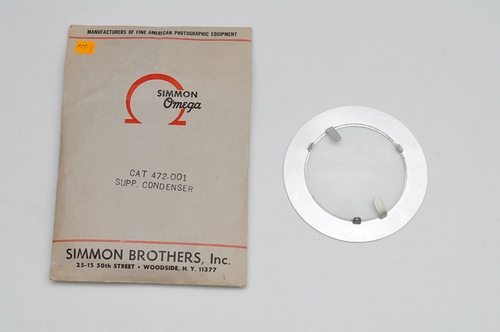 MANUFACTURERS OF FINE AMERICAN PHOTOGRAPHIC EQUIPMENT
SIMMON
Omega
CAT 472-001
SUPP. CONDENSER
SIMMON BROTHERS, Inc.
25-15 50th STREET • WOODSIDE, N. Y. 11377